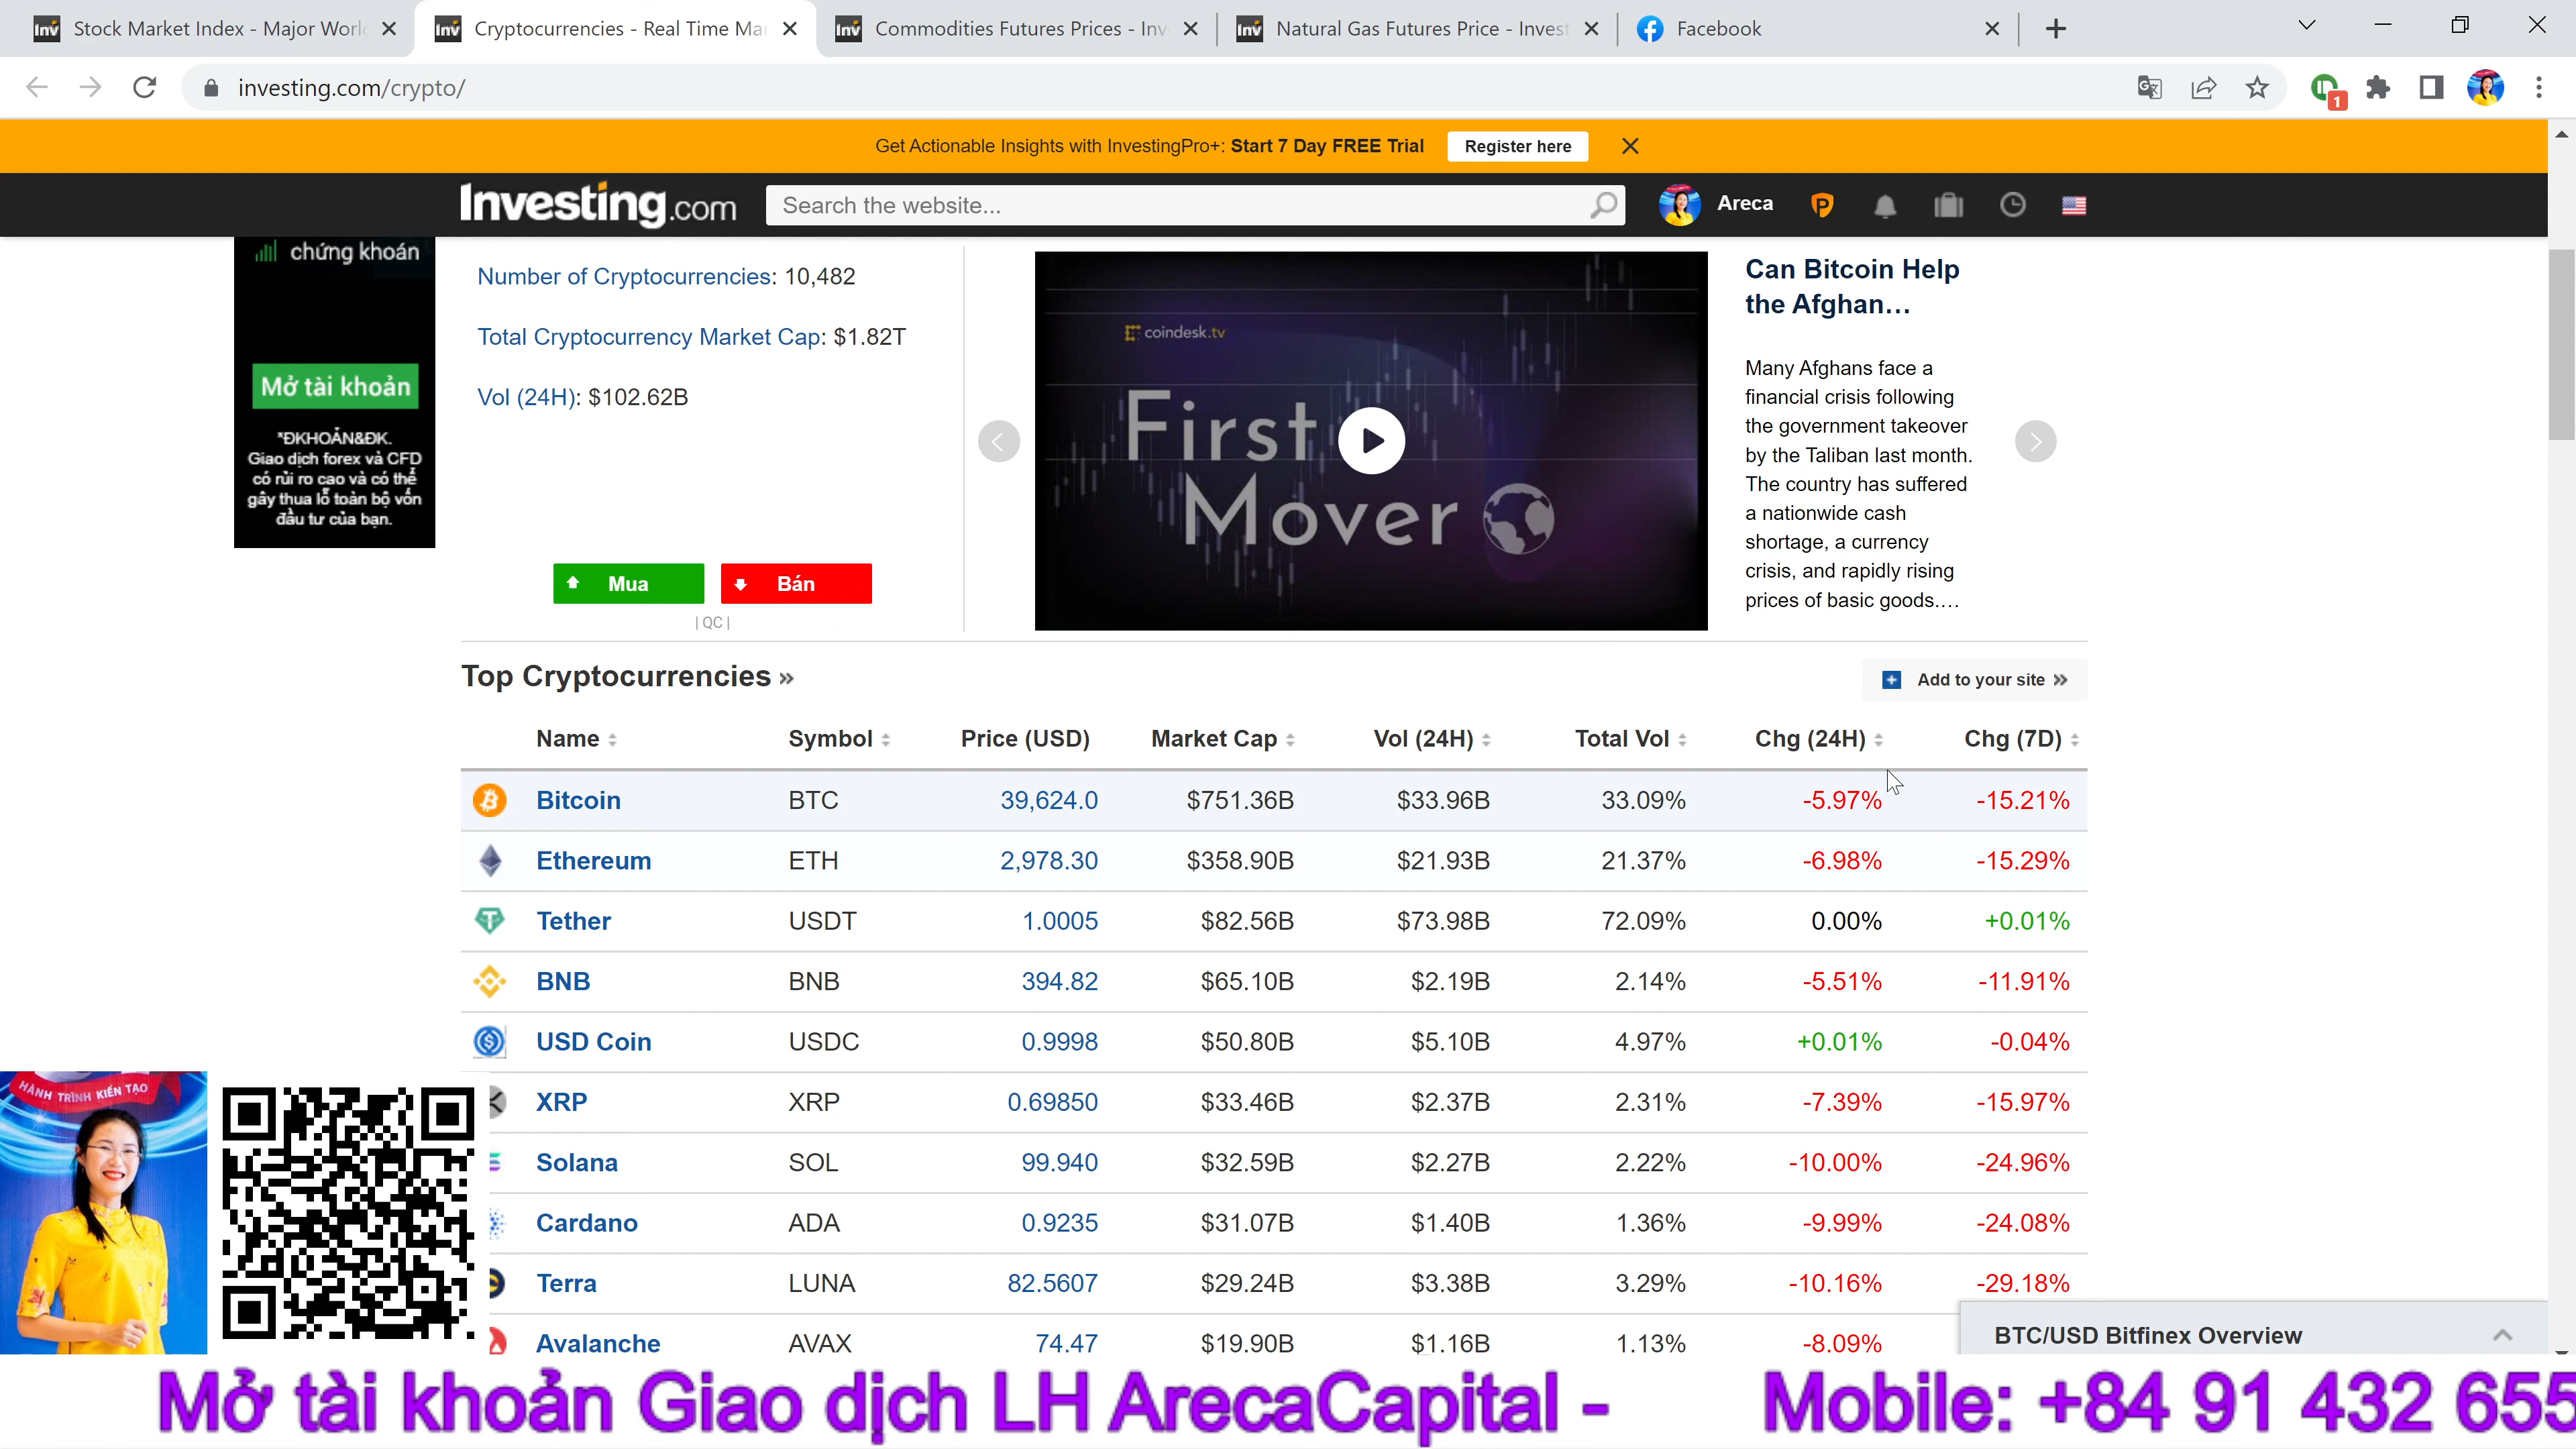 Stock Market Index - Major Worl
Cryptocurrencies - Real Time Mar
Commodities Futures Prices - Inv
Natural Gas Futures Price - Invest
Facebook
investing.com/crypto/
1
Get Actionable Insights with InvestingPro+: Start 7 Day FREE Trial
Register here
Investing.com
Search the website...
Areca
chứng khoán
Mở tài khoản
*ĐKHOẢN&ĐK.
Giao dịch forex và CFD
có rủi ro cao và có thể
gây thua lỗ toàn bộ vốn
đầu tư của bạn.
Number of Cryptocurrencies: 10,482
Total Cryptocurrency Market Cap: $1.82T
Vol (24H): $102.62B
Mua
Bán
| QC |
coindesk.tv
First
Mover
Can Bitcoin Help
the Afghan...
Many Afghans face a
financial crisis following
the government takeover
by the Taliban last month.
The country has suffered
a nationwide cash
shortage, a currency
crisis, and rapidly rising
prices of basic goods....
Top Cryptocurrencies »
Add to your site »
Name Symbol Price (USD) Market Cap Vol (24H) Total Vol Chg (24H) Chg (7D)
Bitcoin BTC 39,624.0 $751.36B $33.96B 33.09% -5.97% -15.21%
Ethereum ETH 2,978.30 $358.90B $21.93B 21.37% -6.98% -15.29%
Tether USDT 1.0005 $82.56B $73.98B 72.09% 0.00% +0.01%
BNB BNB 394.82 $65.10B $2.19B 2.14% -5.51% -11.91%
USD Coin USDC 0.9998 $50.80B $5.10B 4.97% +0.01% -0.04%
XRP XRP 0.69850 $33.46B $2.37B 2.31% -7.39% -15.97%
Solana SOL 99.940 $32.59B $2.27B 2.22% -10.00% -24.96%
Cardano ADA 0.9235 $31.07B $1.40B 1.36% -9.99% -24.08%
Terra LUNA 82.5607 $29.24B $3.38B 3.29% -10.16% -29.18%
Avalanche AVAX 74.47 $19.90B $1.16B 1.13% -8.09%
BTC/USD Bitfinex Overview
HÀNH TRÌNH KIẾN TẠO
Mở tài khoản Giao dịch LH ArecaCapital - Mobile: +84 91 432 655